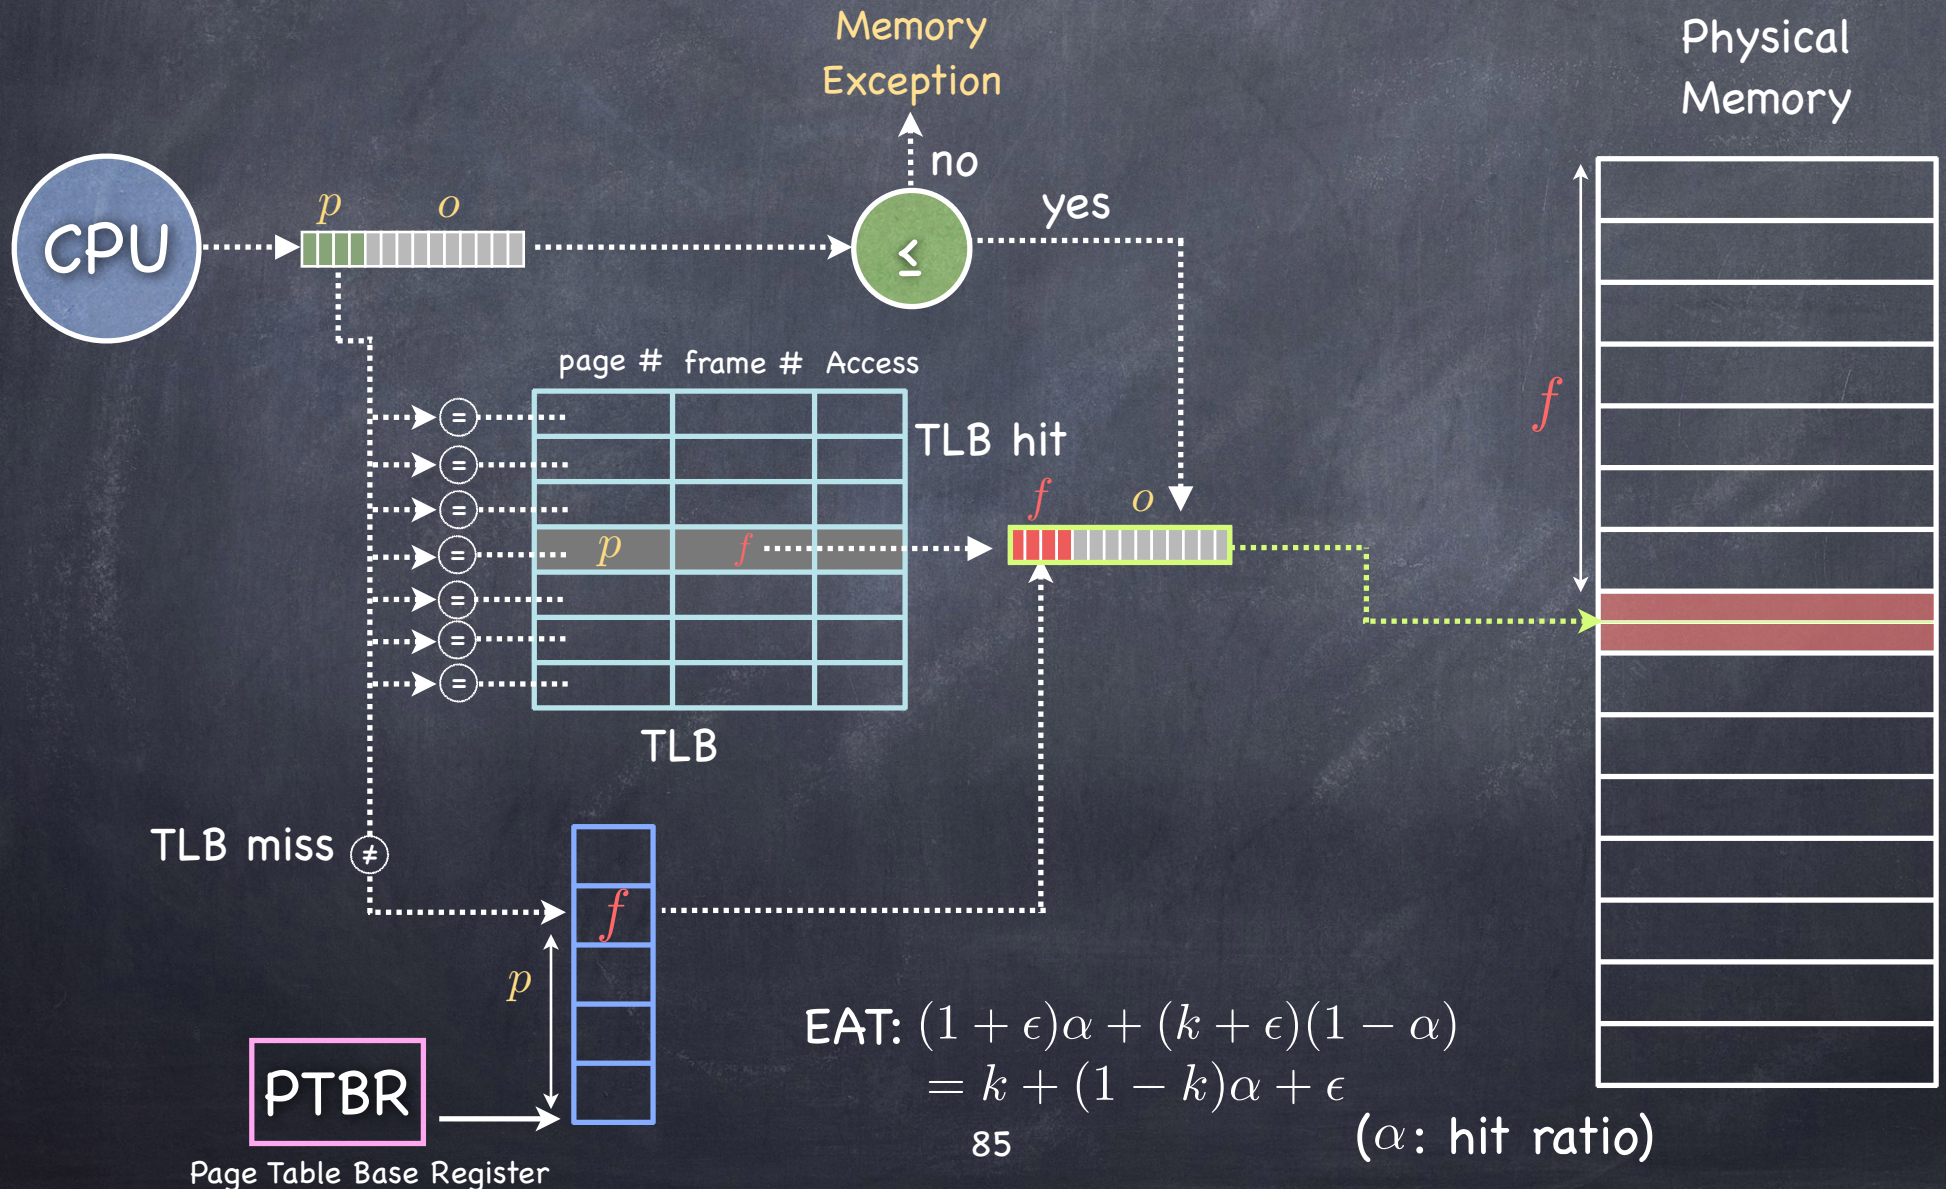 Memory
Exception
Physical
Memory
no
yes
CPU
p o
≤
page # frame # Access
=
=
=
=
=
=
=
p f
TLB hit
f o
f
TLB
TLB miss ≠
f
p
PTBR
Page Table Base Register
EAT: (1 + ϵ)α + (k + ϵ)(1 − α)
= k + (1 − k)α + ϵ
(α: hit ratio)
85